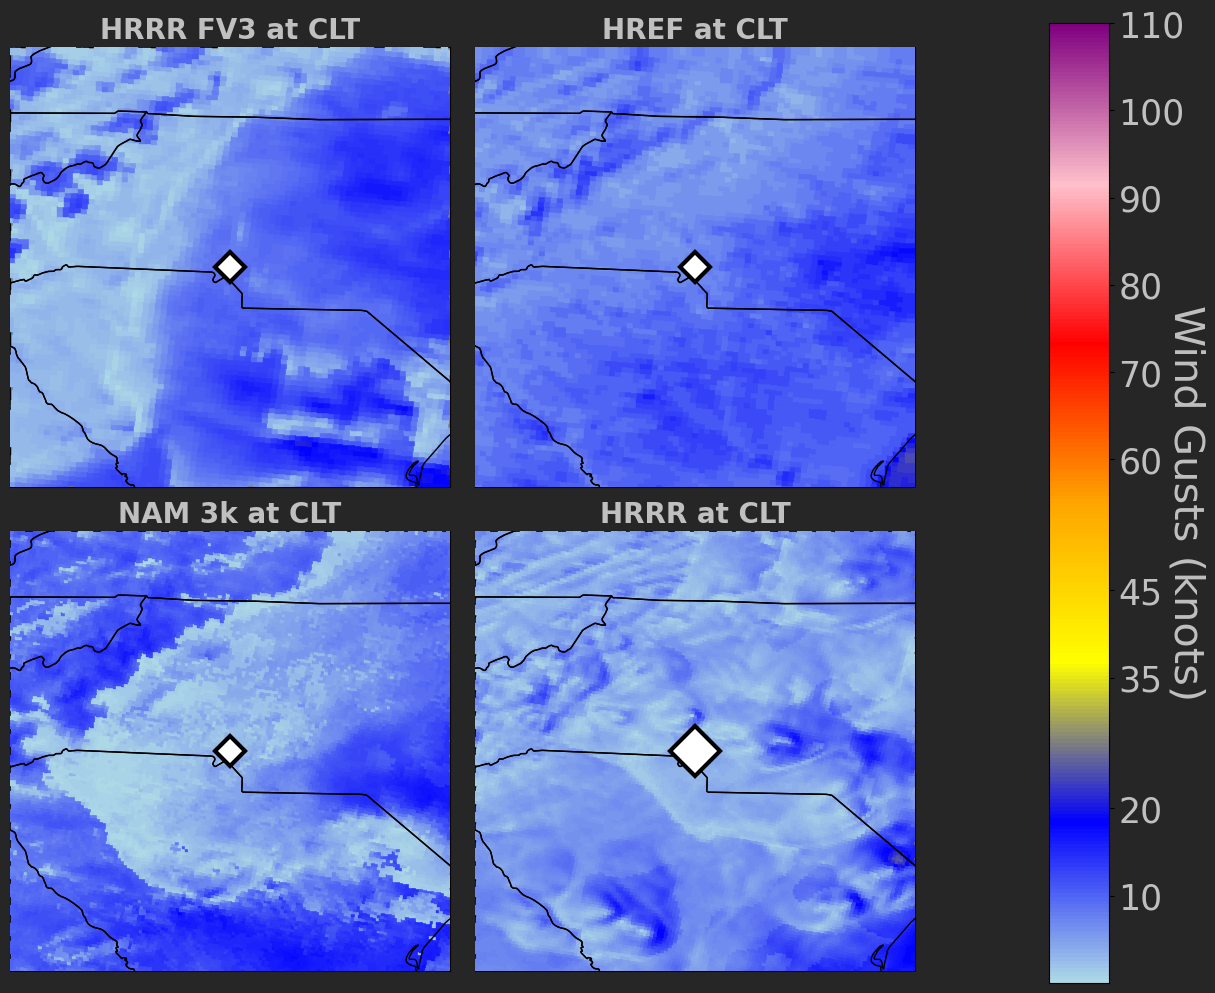 HRRR FV3 at CLT
HREF at CLT
NAM 3k at CLT
HRRR at CLT
110
100
90
80
70
60
45
35
20
10
Wind Gusts (knots)